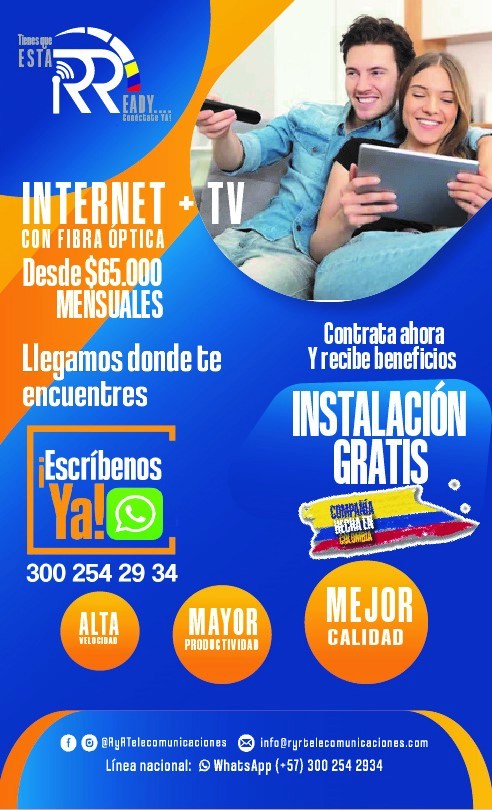 Tienes que
ESTA
RR
EADY....
Conéctate YA!
INTERNET + TV
CON FIBRA ÓPTICA
Desde $65.000
MENSUALES
Llegamos donde te
encuentres
¡Escríbenos
Ya!
300 254 29 34
Contrata ahora
Y recibe beneficios
INSTALACIÓN
GRATIS
COMPAÑÍA
HECHA EN
COLOMBIA
ALTA
VELOCIDAD
MAYOR
PRODUCTIVIDAD
MEJOR
CALIDAD
@RyRTelecomunicaciones info@ryrtelecomunicaciones.com
Línea nacional: WhatsApp (+57) 300 254 2934